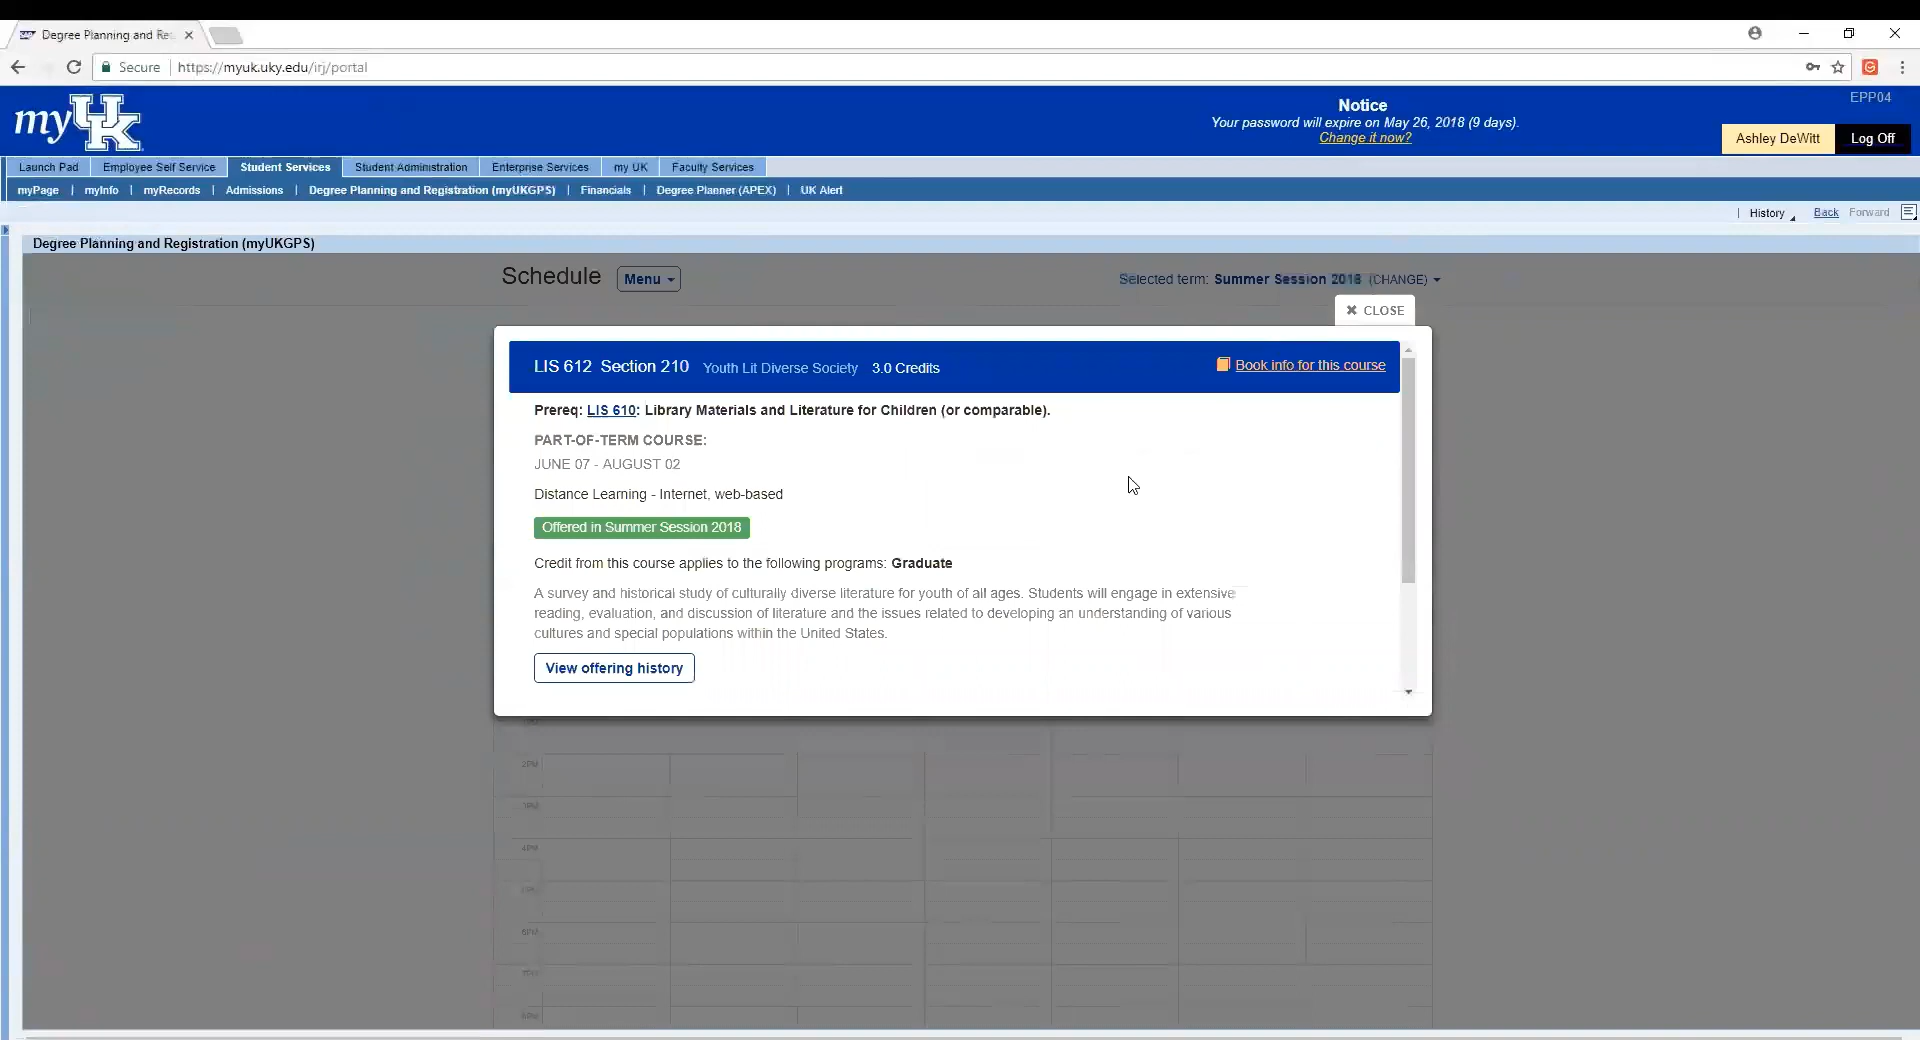 Degree Planning and Re
Secure https://myuk.uky.edu/irj/portal
my UK
Notice
Your password will expire on May 26, 2018 (9 days).
Change it now?
EPP04
Ashley DeWitt
Log Off
Launch Pad Employee Self Service Student Services Student Administration Enterprise Services my UK Faculty Services
myPage | myInfo | myRecords | Admissions | Degree Planning and Registration (myUKGPS) | Financials | Degree Planner (APEX) | UK Alert
| History Back Forward
Degree Planning and Registration (myUKGPS)
Schedule Menu Selected term: Summer Session 2018 (CHANGE)
CLOSE
LIS 612 Section 210 Youth Lit Diverse Society 3.0 Credits Book info for this course
Prereq: LIS 610: Library Materials and Literature for Children (or comparable).
PART-OF-TERM COURSE:
JUNE 07 - AUGUST 02
Distance Learning - Internet, web-based
Offered in Summer Session 2018
Credit from this course applies to the following programs: Graduate
A survey and historical study of culturally diverse literature for youth of all ages. Students will engage in extensive
reading, evaluation, and discussion of literature and the issues related to developing an understanding of various
cultures and special populations within the United States.
View offering history
2PM
3PM
4PM
5PM
6PM
7PM
8PM